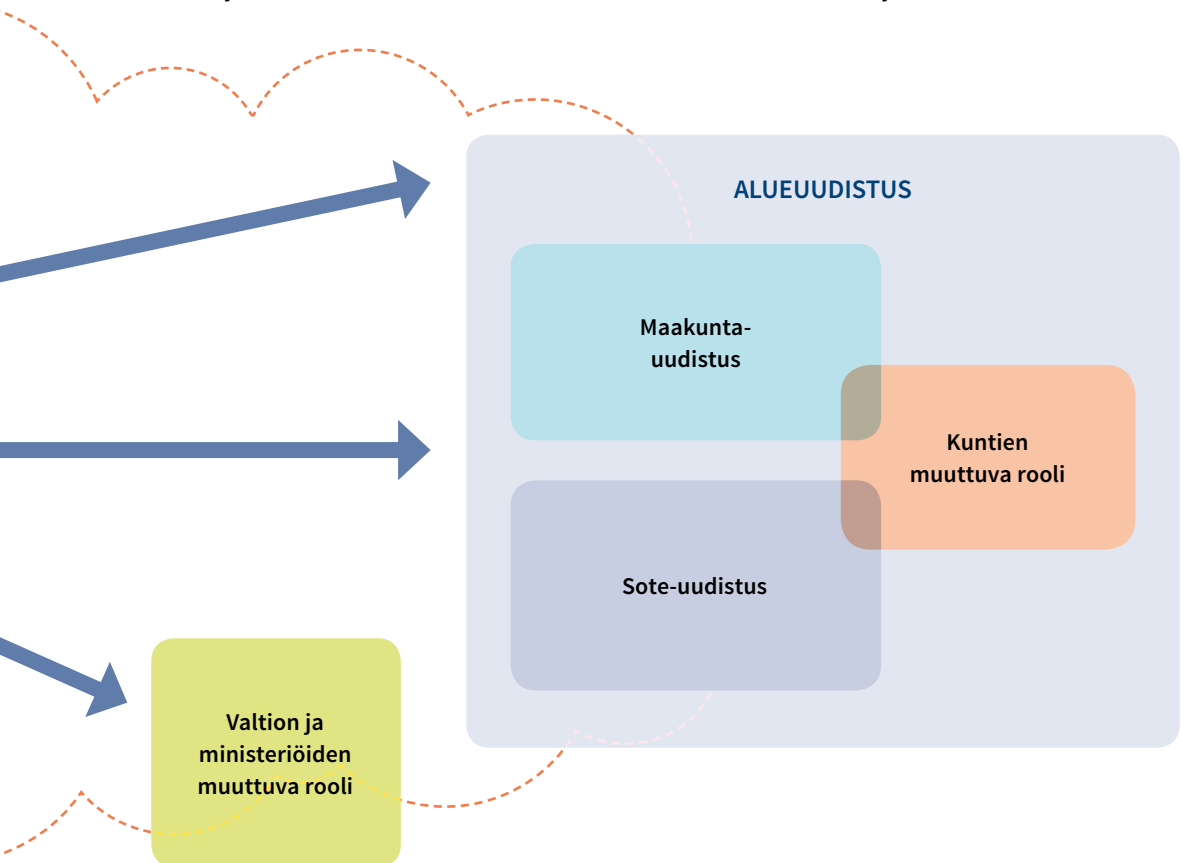 ALUEUUDISTUS
Maakunta-
uudistus
Kuntien
muuttuva rooli
Sote-uudistus
Valtion ja
ministeriöiden
muuttuva rooli